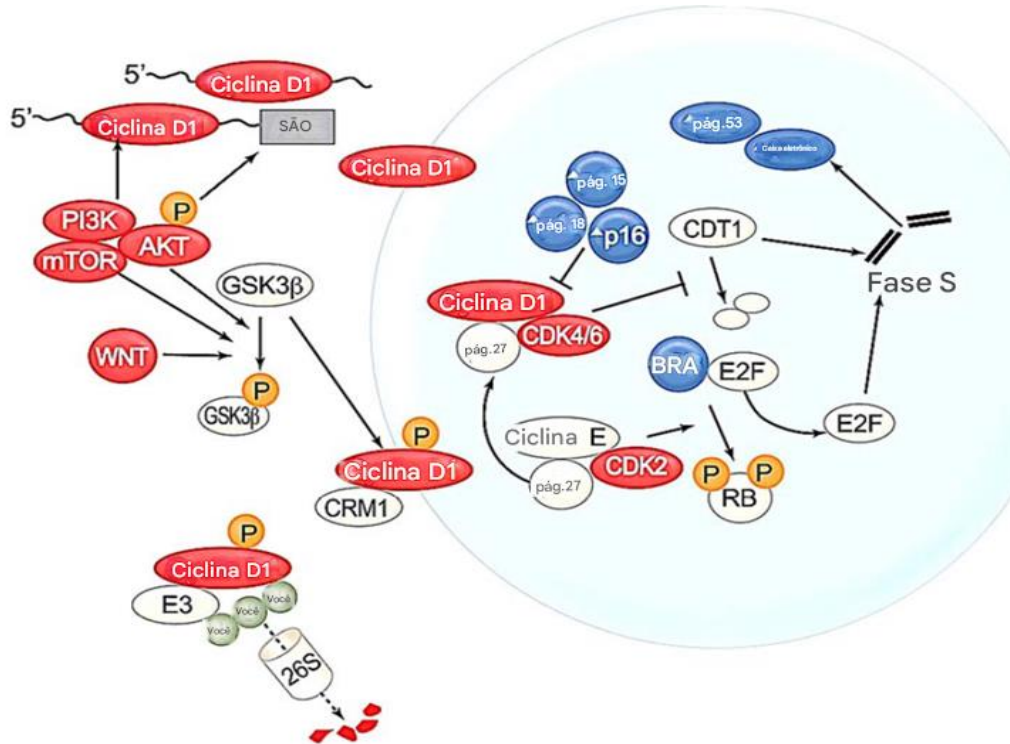 5' Ciclina D1
5' Ciclina D1 SÃO
Ciclina D1
PI3K
P
mTOR
AKT
GSK3β
WNT
P
GSK3β
P
Ciclina D1
CRM1
P
Ciclina D1
E3
Você
Você
Você
26S
pág.53
Caixa eletrônico
pág. 15
pág. 18
p16
CDT1
Ciclina D1
CDK4/6
pág.27
Fase S
BRA
E2F
E2F
Ciclina E
CDK2
pág.27
P P
RB